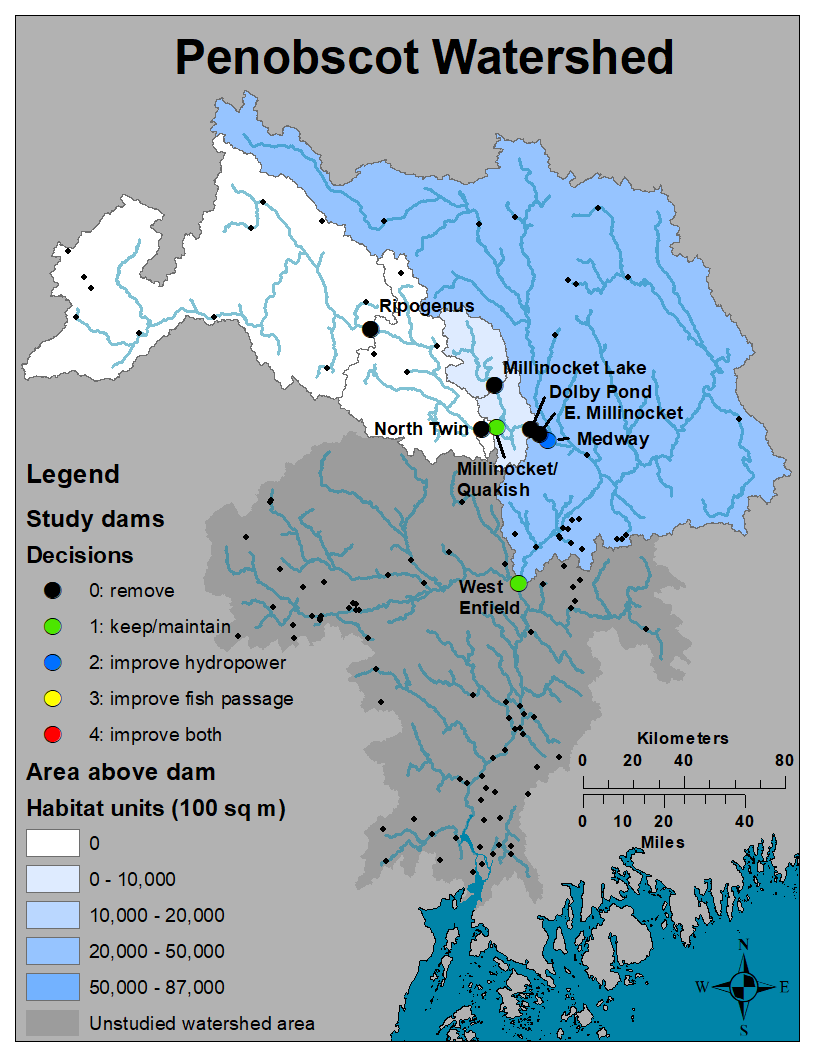 Penobscot Watershed
Ripogenus
Millinocket Lake
Dolby Pond
E. Millinocket
North Twin
Medway
Millinocket/
Quakish
West
Enfield
Legend
Study dams
Decisions
0: remove
1: keep/maintain
2: improve hydropower
3: improve fish passage
4: improve both
Area above dam
Habitat units (100 sq m)
0
0 - 10,000
10,000 - 20,000
20,000 - 50,000
50,000 - 87,000
Unstudied watershed area
Kilometers
0 20 40 80
0 10 20 40
Miles
N
W E
S